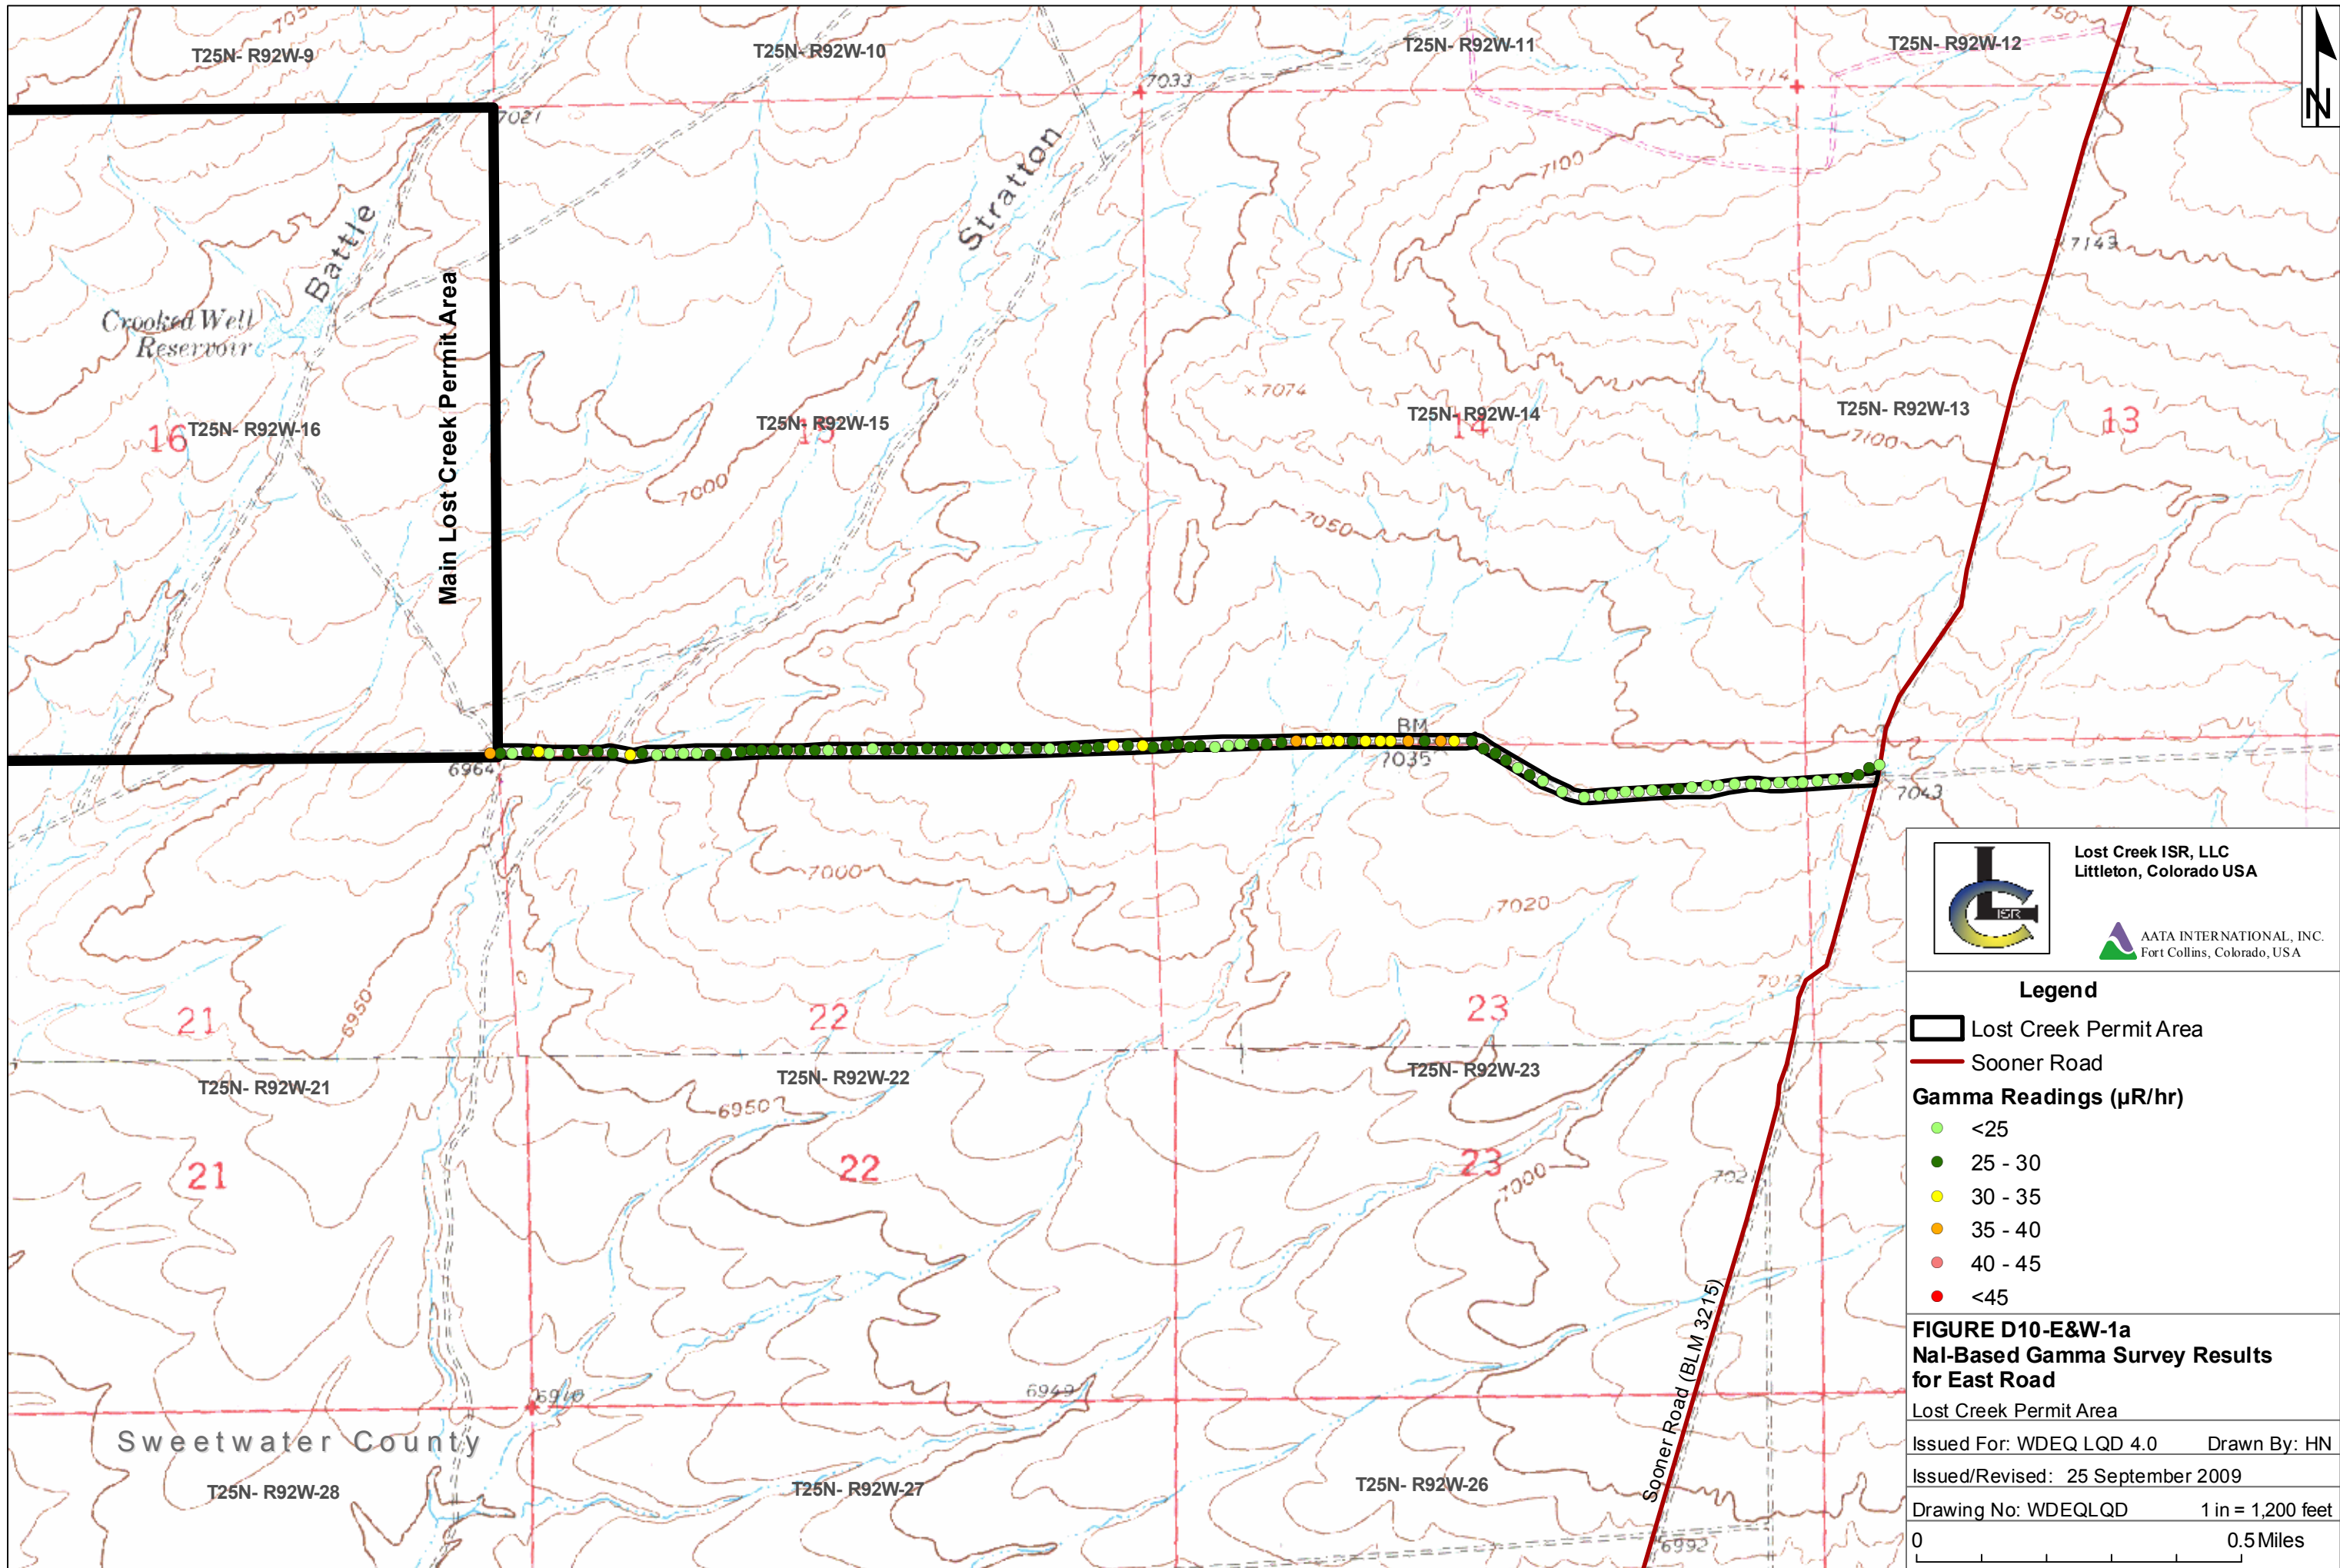 7050
7150
T25N- R92W-9
T25N- R92W-10
T25N- R92W-11
T25N- R92W-12
N
7033
7114
7021
Stratton
7100
Battle
7143
Main Lost Creek Permit Area
Crooked Well
Reservoir
×7074
T25N- R92W-16
16
T25N- R92W-15
15
T25N- R92W-14
14
T25N- R92W-13
13
7100
7000
7050
BM
7035
6964
7043
7000
7020
7013
6950
21
22
23
T25N- R92W-21
T25N- R92W-22
T25N- R92W-23
6950
21
22
23
7000
702
Sooner Road (BLM 3215)
6910
6949
Sweetwater County
T25N- R92W-28
T25N- R92W-27
T25N- R92W-26
6992
LC ISR
Lost Creek ISR, LLC
Littleton, Colorado USA
AATA INTERNATIONAL, INC.
Fort Collins, Colorado, USA
Legend
Lost Creek Permit Area
Sooner Road
Gamma Readings (µR/hr)
<25
25 - 30
30 - 35
35 - 40
40 - 45
<45
FIGURE D10-E&W-1a
NaI-Based Gamma Survey Results
for East Road
Lost Creek Permit Area
Issued For: WDEQ LQD 4.0 Drawn By: HN
Issued/Revised: 25 September 2009
Drawing No: WDEQLQD 1 in = 1,200 feet
0 0.5 Miles